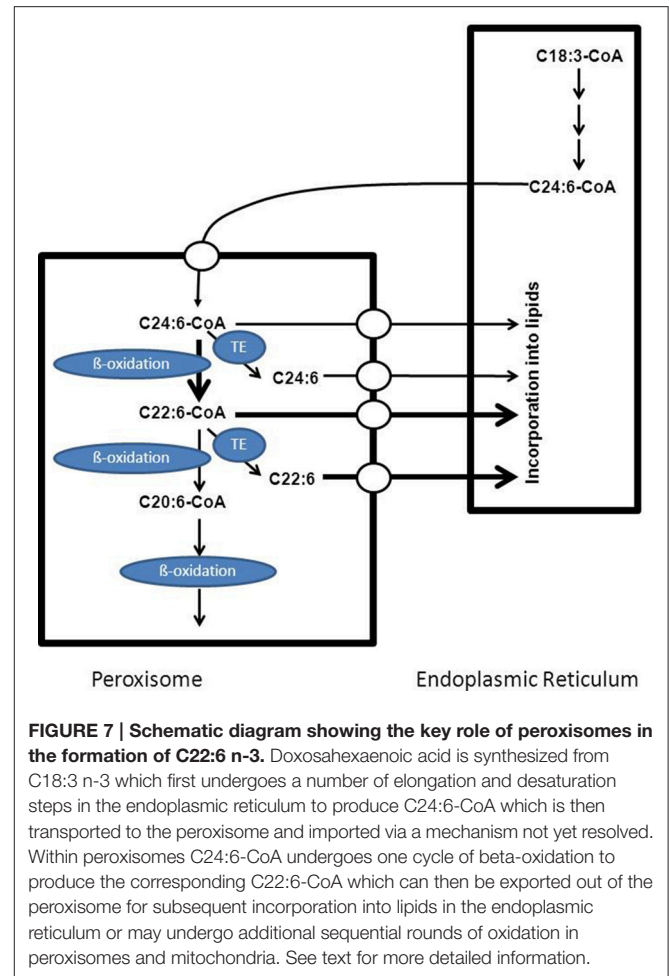 C18:3-CoA
C24:6-CoA
C24:6-CoA
TE
ß-oxidation
C24:6
C22:6-CoA
TE
ß-oxidation
C22:6
C20:6-CoA
ß-oxidation
Incorporation into lipids
Peroxisome
Endoplasmic Reticulum
FIGURE 7 | Schematic diagram showing the key role of peroxisomes in
the formation of C22:6 n-3. Doxosahexaenoic acid is synthesized from
C18:3 n-3 which first undergoes a number of elongation and desaturation
steps in the endoplasmic reticulum to produce C24:6-CoA which is then
transported to the peroxisome and imported via a mechanism not yet resolved.
Within peroxisomes C24:6-CoA undergoes one cycle of beta-oxidation to
produce the corresponding C22:6-CoA which can then be exported out of the
peroxisome for subsequent incorporation into lipids in the endoplasmic
reticulum or may undergo additional sequential rounds of oxidation in
peroxisomes and mitochondria. See text for more detailed information.